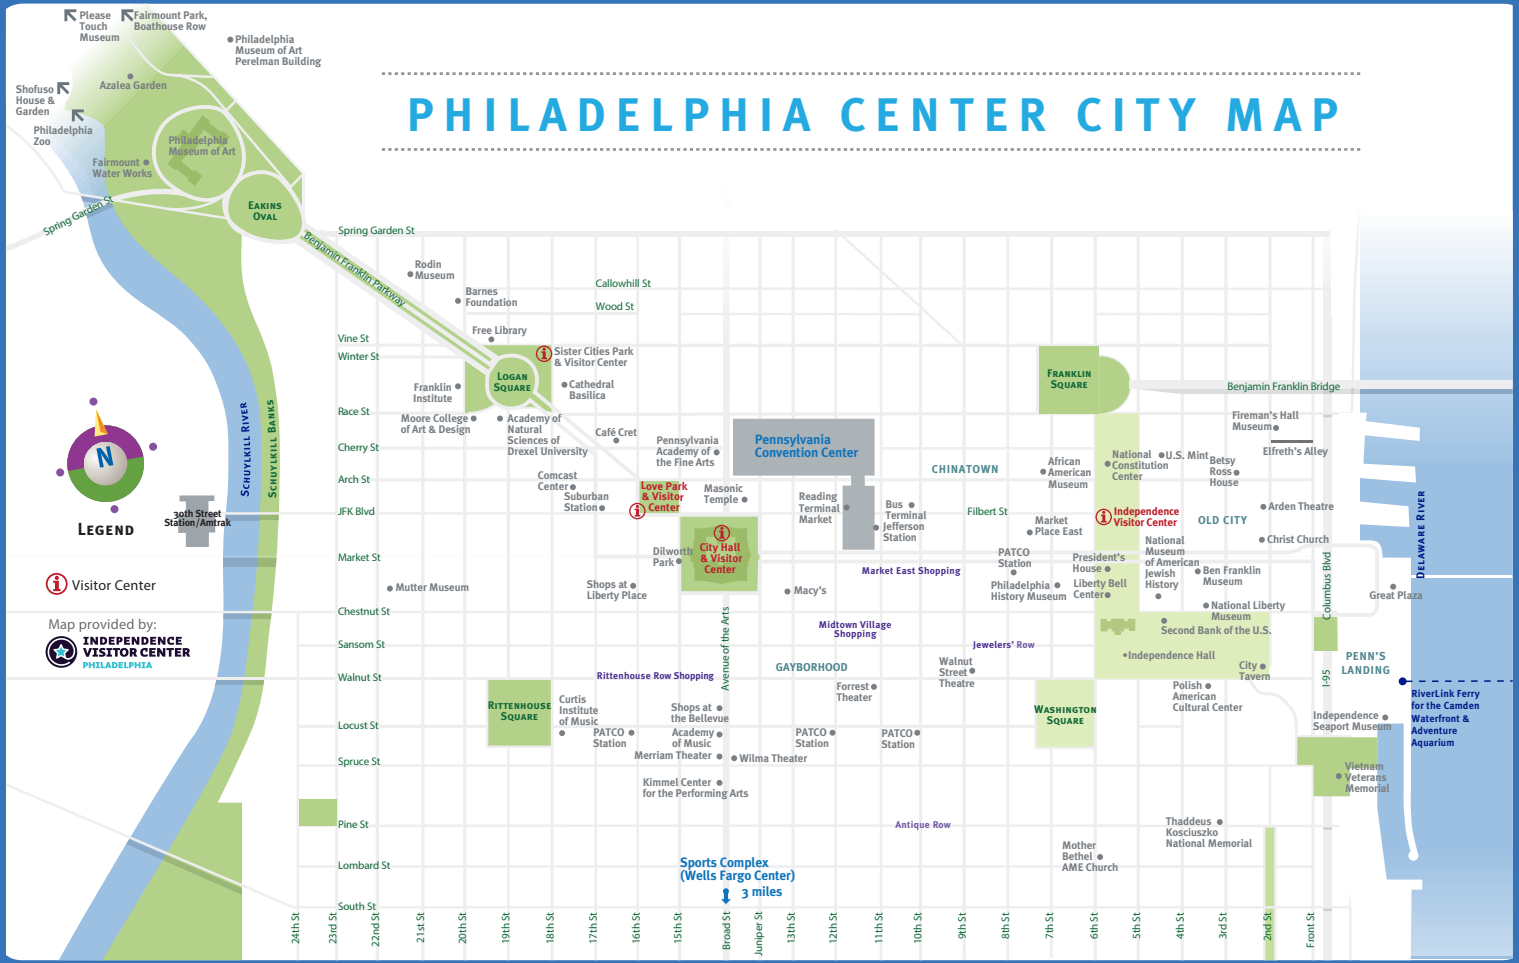 PHILADELPHIA CENTER CITY MAP
Please
Touch
Museum
Fairmount Park,
Boathouse Row
Philadelphia
Museum of Art
Perelman Building
Azalea Garden
Shofuso
House &
Garden
Philadelphia
Zoo
Philadelphia
Museum of Art
Fairmount
Water Works
EAKINS
OVAL
Spring Garden St
Spring Garden St
Benjamin Franklin Parkway
Rodin
Museum
Barnes
Foundation
Callowhill St
Wood St
Free Library
Vine St
Winter St
Sister Cities Park
& Visitor Center
LOGAN
SQUARE
Franklin
Institute
Cathedral
Basilica
FRANKLIN
SQUARE
Benjamin Franklin Bridge
Race St
Moore College
of Art & Design
Academy of
Natural
Sciences of
Drexel University
Café Cret
Pennsylvania
Academy of
the Fine Arts
Pennsylvania
Convention Center
Fireman's Hall
Museum
Elfreth's Alley
Cherry St
CHINATOWN
African
American
Museum
National
Constitution
Center
U.S. Mint
Betsy
Ross
House
Arch St
Comcast
Center
Suburban
Station
Love Park
& Visitor
Center
Masonic
Temple
Reading
Terminal
Market
Bus
Terminal
Jefferson
Station
Filbert St
Market
Place East
Independence
Visitor Center
OLD CITY
Arden Theatre
Christ Church
JFK Blvd
30th Street
Station/Amtrak
SCHUYLKILL RIVER
SCHUYLKILL BANKS
N
LEGEND
Visitor Center
Map provided by:
INDEPENDENCE
VISITOR CENTER
PHILADELPHIA
City Hall
& Visitor
Center
Dilworth
Park
Market St
Market East Shopping
PATCO
Station
President's
House
National
Museum
of American
Jewish
History
Ben Franklin
Museum
Mutter Museum
Shops at
Liberty Place
Macy's
Philadelphia
History Museum
Liberty Bell
Center
National Liberty
Museum
Columbus Blvd
DELAWARE RIVER
Great Plaza
Chestnut St
Avenue of the Arts
Midtown Village
Shopping
Second Bank of the U.S.
Sansom St
Jewelers' Row
Independence Hall
PENN'S
LANDING
Walnut St
Rittenhouse Row Shopping
GAYBORHOOD
Walnut
Street
Theatre
City
Tavern
I-95
RITTENHOUSE
SQUARE
Curtis
Institute
of Music
Shops at
the Bellevue
Forrest
Theater
WASHINGTON
SQUARE
Polish
American
Cultural Center
Independence
Seaport Museum
RiverLink Ferry
for the Camden
Waterfront &
Adventure
Aquarium
Locust St
PATCO
Station
Academy
of Music
Merriam Theater
Wilma Theater
PATCO
Station
PATCO
Station
Spruce St
Kimmel Center
for the Performing Arts
Vietnam
Veterans
Memorial
Pine St
Antique Row
Thaddeus
Kosciuszko
National Memorial
Mother
Bethel
AME Church
Lombard St
Sports Complex
(Wells Fargo Center)
3 miles
South St
24th St
23rd St
22nd St
21st St
20th St
19th St
18th St
17th St
16th St
15th St
Broad St
Juniper St
13th St
12th St
11th St
10th St
9th St
8th St
7th St
6th St
5th St
4th St
3rd St
2nd St
Front St